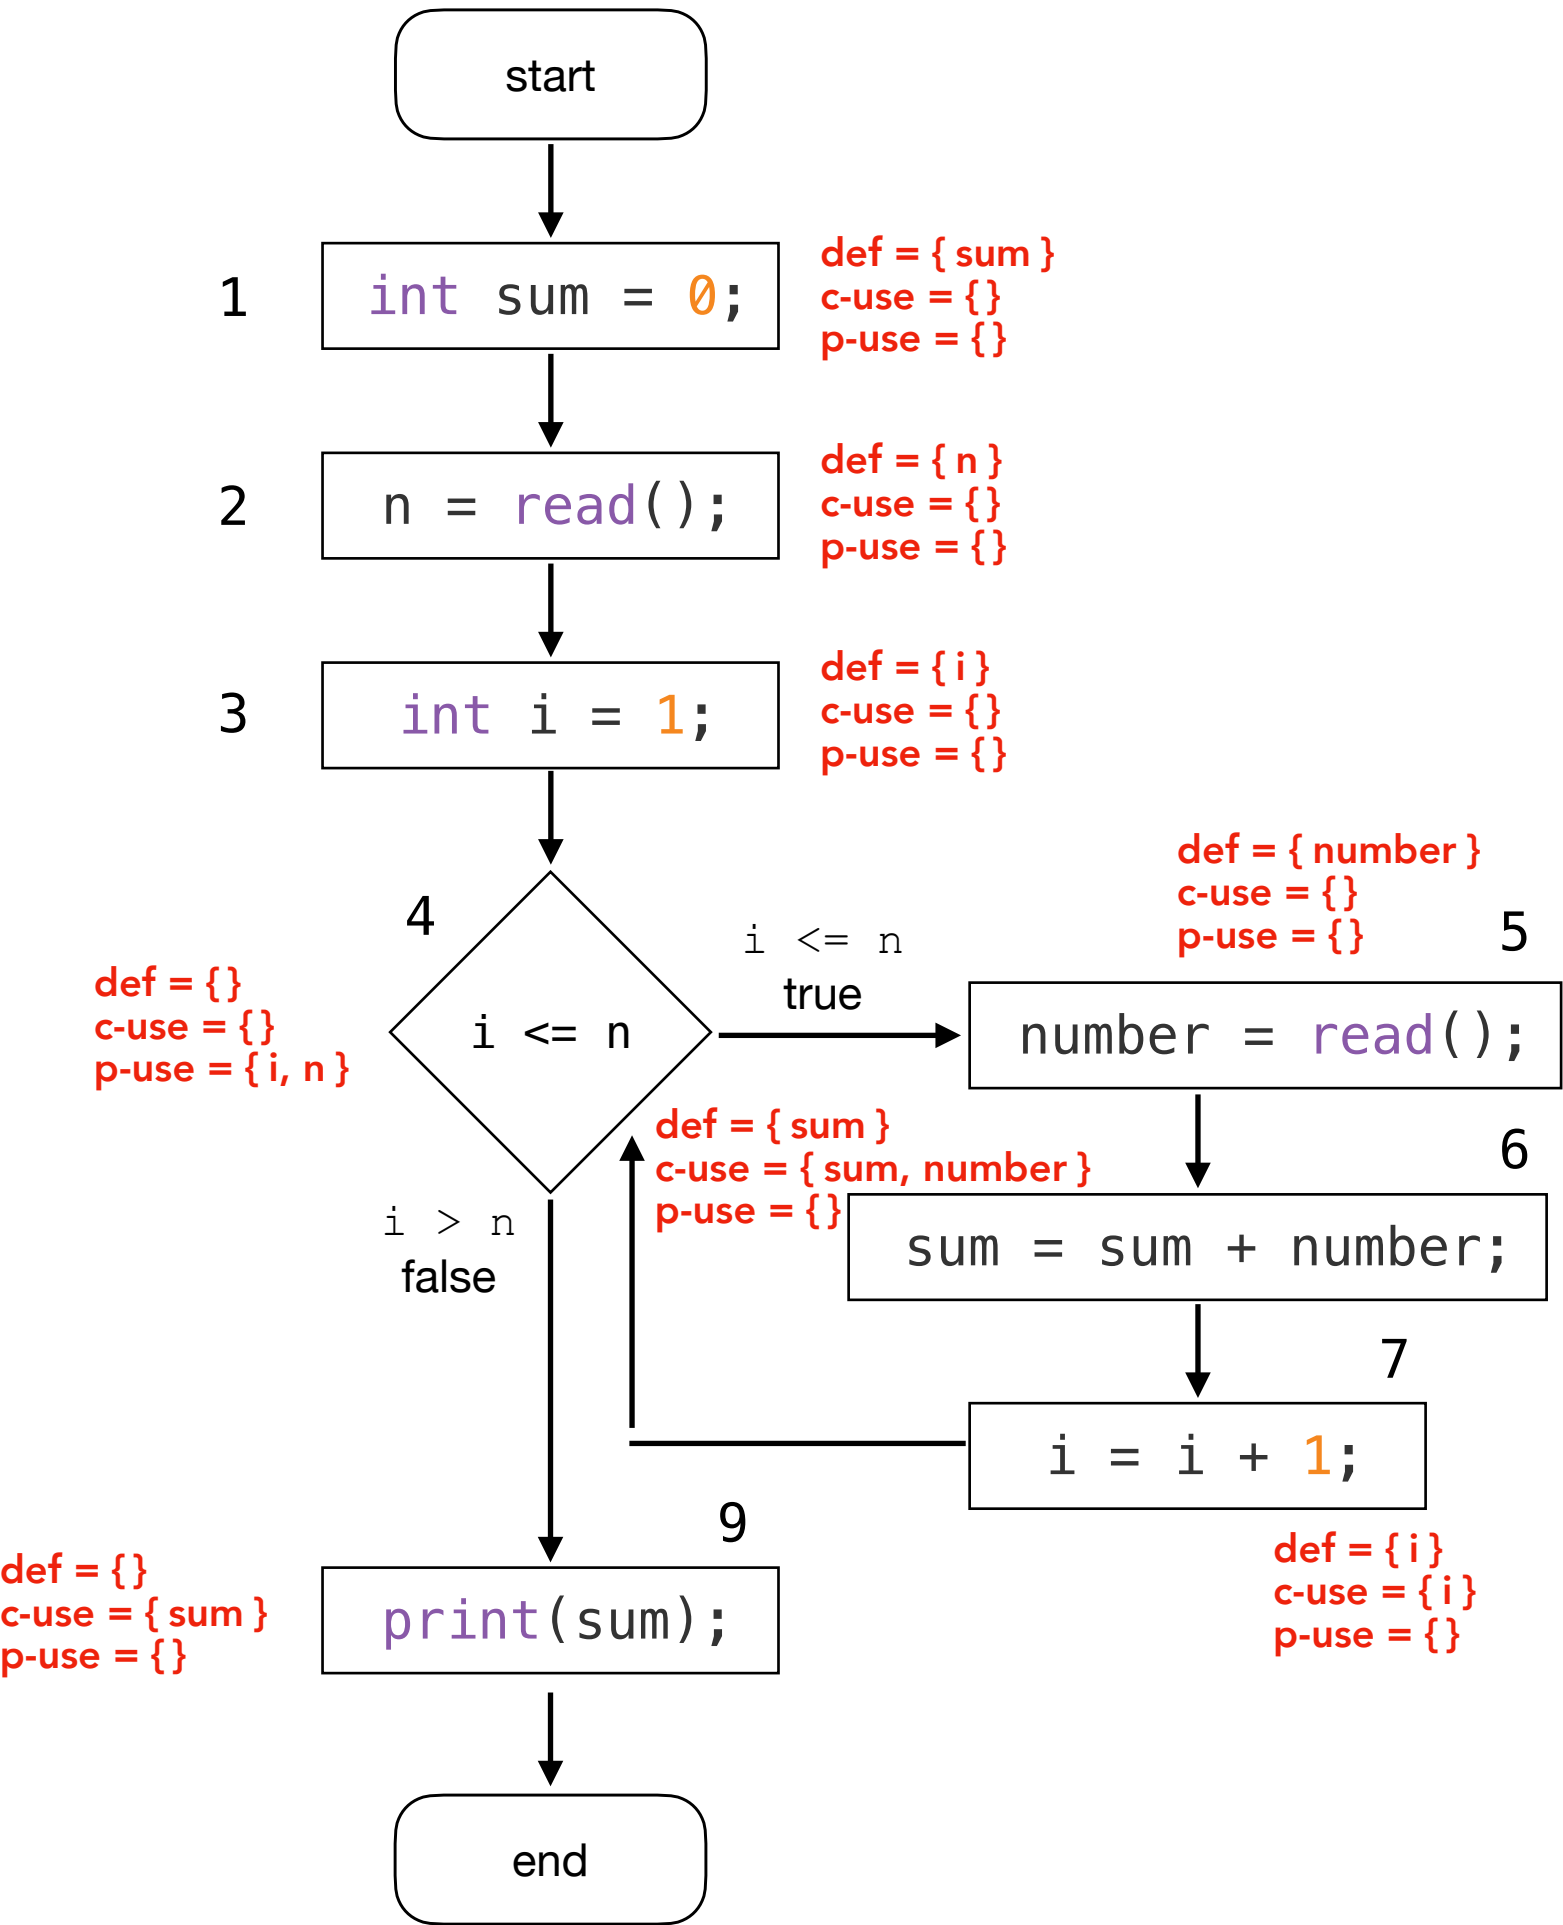 start
1
int sum = 0;
def = { sum }
c-use = { }
p-use = { }
2
n = read();
def = { n }
c-use = { }
p-use = { }
3
int i = 1;
def = { i }
c-use = { }
p-use = { }
4
i <= n
def = { }
c-use = { }
p-use = { i, n }
i <= n
true
def = { number }
c-use = { }
p-use = { }
5
number = read();
def = { sum }
c-use = { sum, number }
p-use = { }
6
sum = sum + number;
i > n
false
7
i = i + 1;
def = { i }
c-use = { i }
p-use = { }
9
print(sum);
def = { }
c-use = { sum }
p-use = { }
end